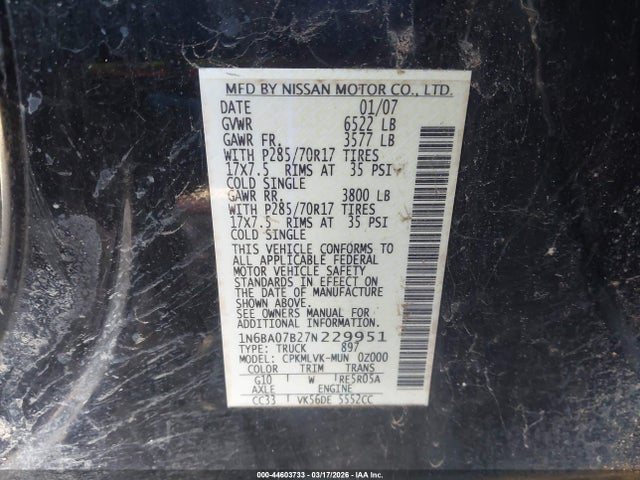 MFD BY NISSAN MOTOR CO., LTD.
DATE 01/07
GVWR 6522 LB
GAWR FR. 3577 LB
WITH P285/70R17 TIRES
17X7.5 RIMS AT 35 PSI
COLD SINGLE
GAWR RR. 3800 LB
WITH P285/70R17 TIRES
17X7.5 RIMS AT 35 PSI
COLD SINGLE
THIS VEHICLE CONFORMS TO
ALL APPLICABLE FEDERAL
MOTOR VEHICLE SAFETY
STANDARDS IN EFFECT ON
THE DATE OF MANUFACTURE
SHOWN ABOVE.
SEE OWNERS MANUAL FOR
ADDITIONAL INFORMATION
1N6BA07B27N229951
TYPE: TRUCK 897
MODEL: CPKMLVK-MUN 0Z000
COLOR TRIM TRANS
G10 W RE5R05A
AXLE ENGINE
CC33 VK56DE 5552CC
000-44603733 - 03/17/2026 - IAA Inc.